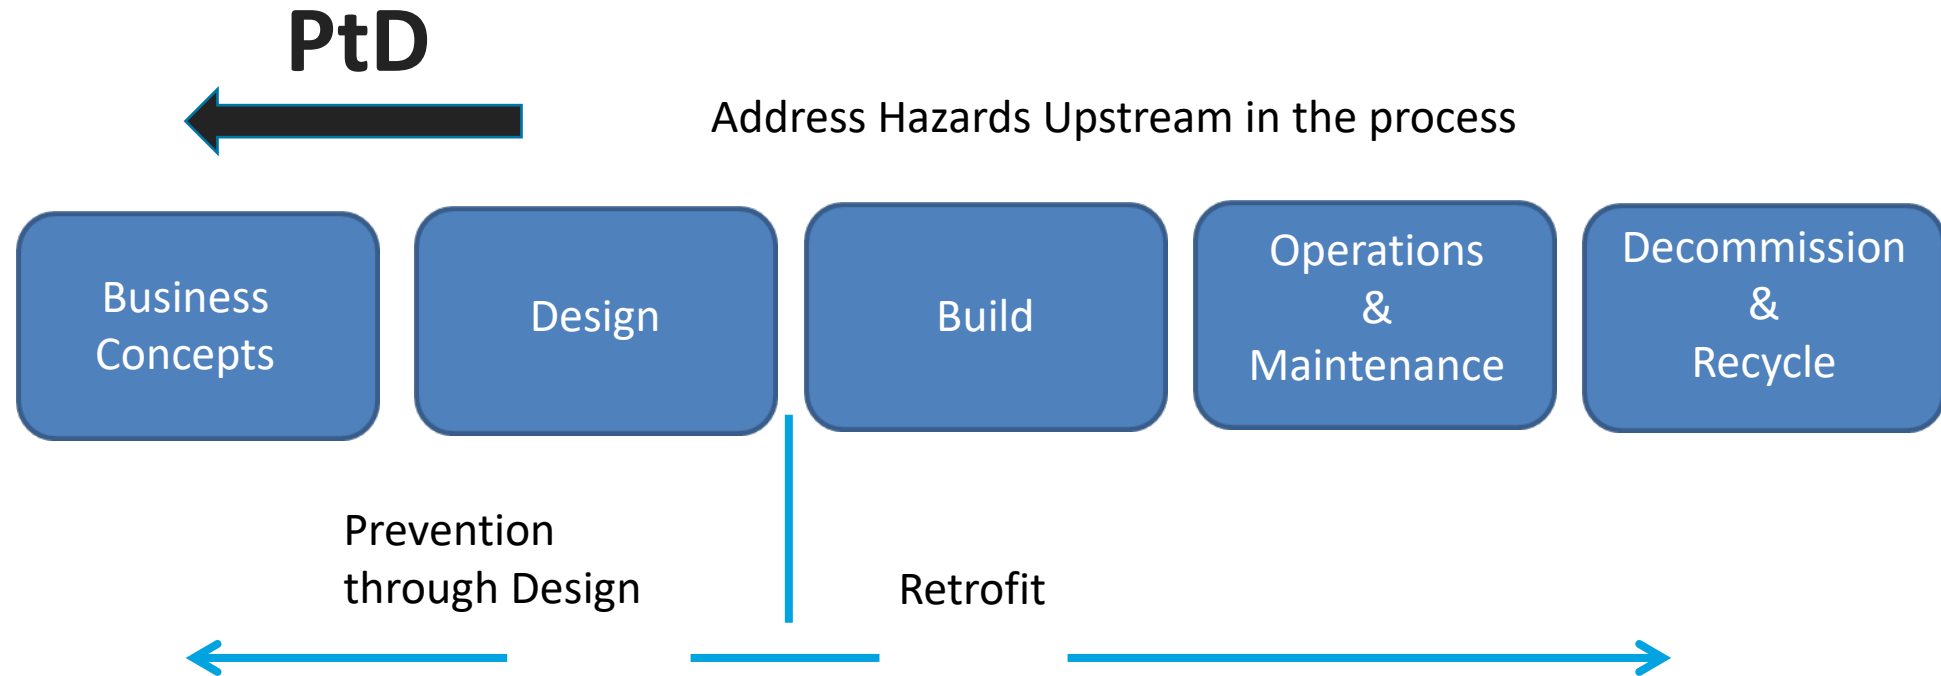 PtD
Address Hazards Upstream in the process
Business
Concepts
Design
Build
Operations
&
Maintenance
Decommission
&
Recycle
Prevention
through Design
Retrofit